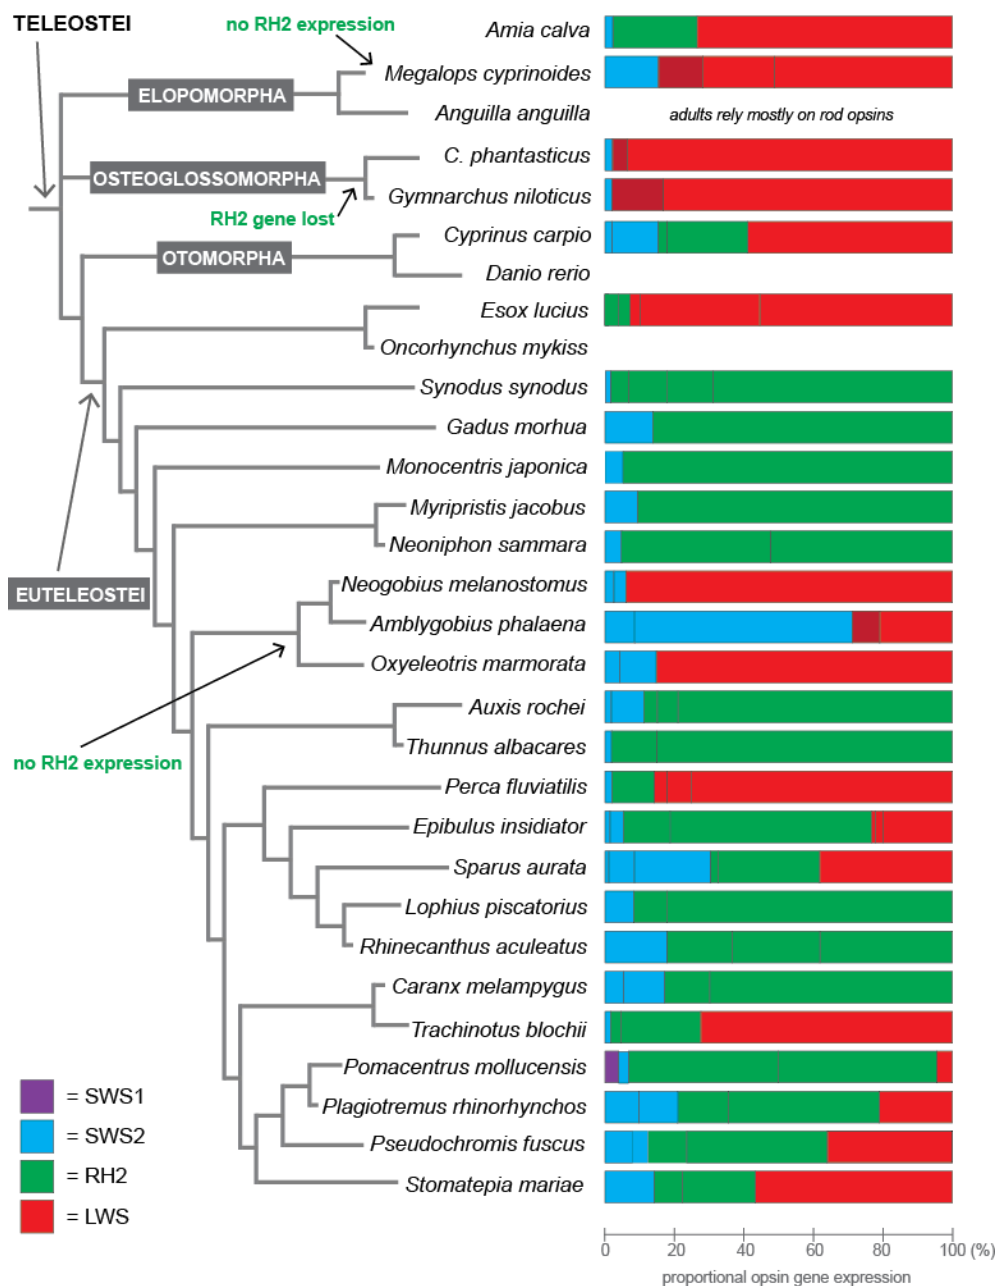 TELEOSTEI
no RH2 expression
Amia calva
Megalops cyprinoides
ELOPOMORPHA
Anguilla anguilla
adults rely mostly on rod opsins
C. phantasticus
OSTEOGLOSSOMORPHA
Gymnarchus niloticus
RH2 gene lost
Cyprinus carpio
OTOMORPHA
Danio rerio
Esox lucius
Oncorhynchus mykiss
Synodus synodus
Gadus morhua
Monocentris japonica
Myripristis jacobus
Neoniphon sammara
Neogobius melanostomus
EUTELEOSTEI
Amblygobius phalaena
Oxyeleotris marmorata
Auxis rochei
Thunnus albacares
no RH2 expression
Perca fluviatilis
Epibulus insidiator
Sparus aurata
Lophius piscatorius
Rhinecanthus aculeatus
Caranx melampygus
Trachinotus blochii
Pomacentrus mollucensis
Plagiotremus rhinorhynchos
Pseudochromis fuscus
Stomatepia mariae
= SWS1
= SWS2
= RH2
= LWS
0 20 40 60 80 100 (%)
proportional opsin gene expression